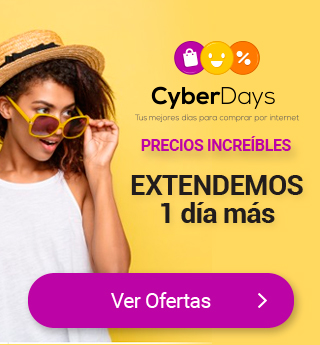 CyberDays
Tus mejores días para comprar por internet
PRECIOS INCREÍBLES
EXTENDEMOS
1 día más
Ver Ofertas